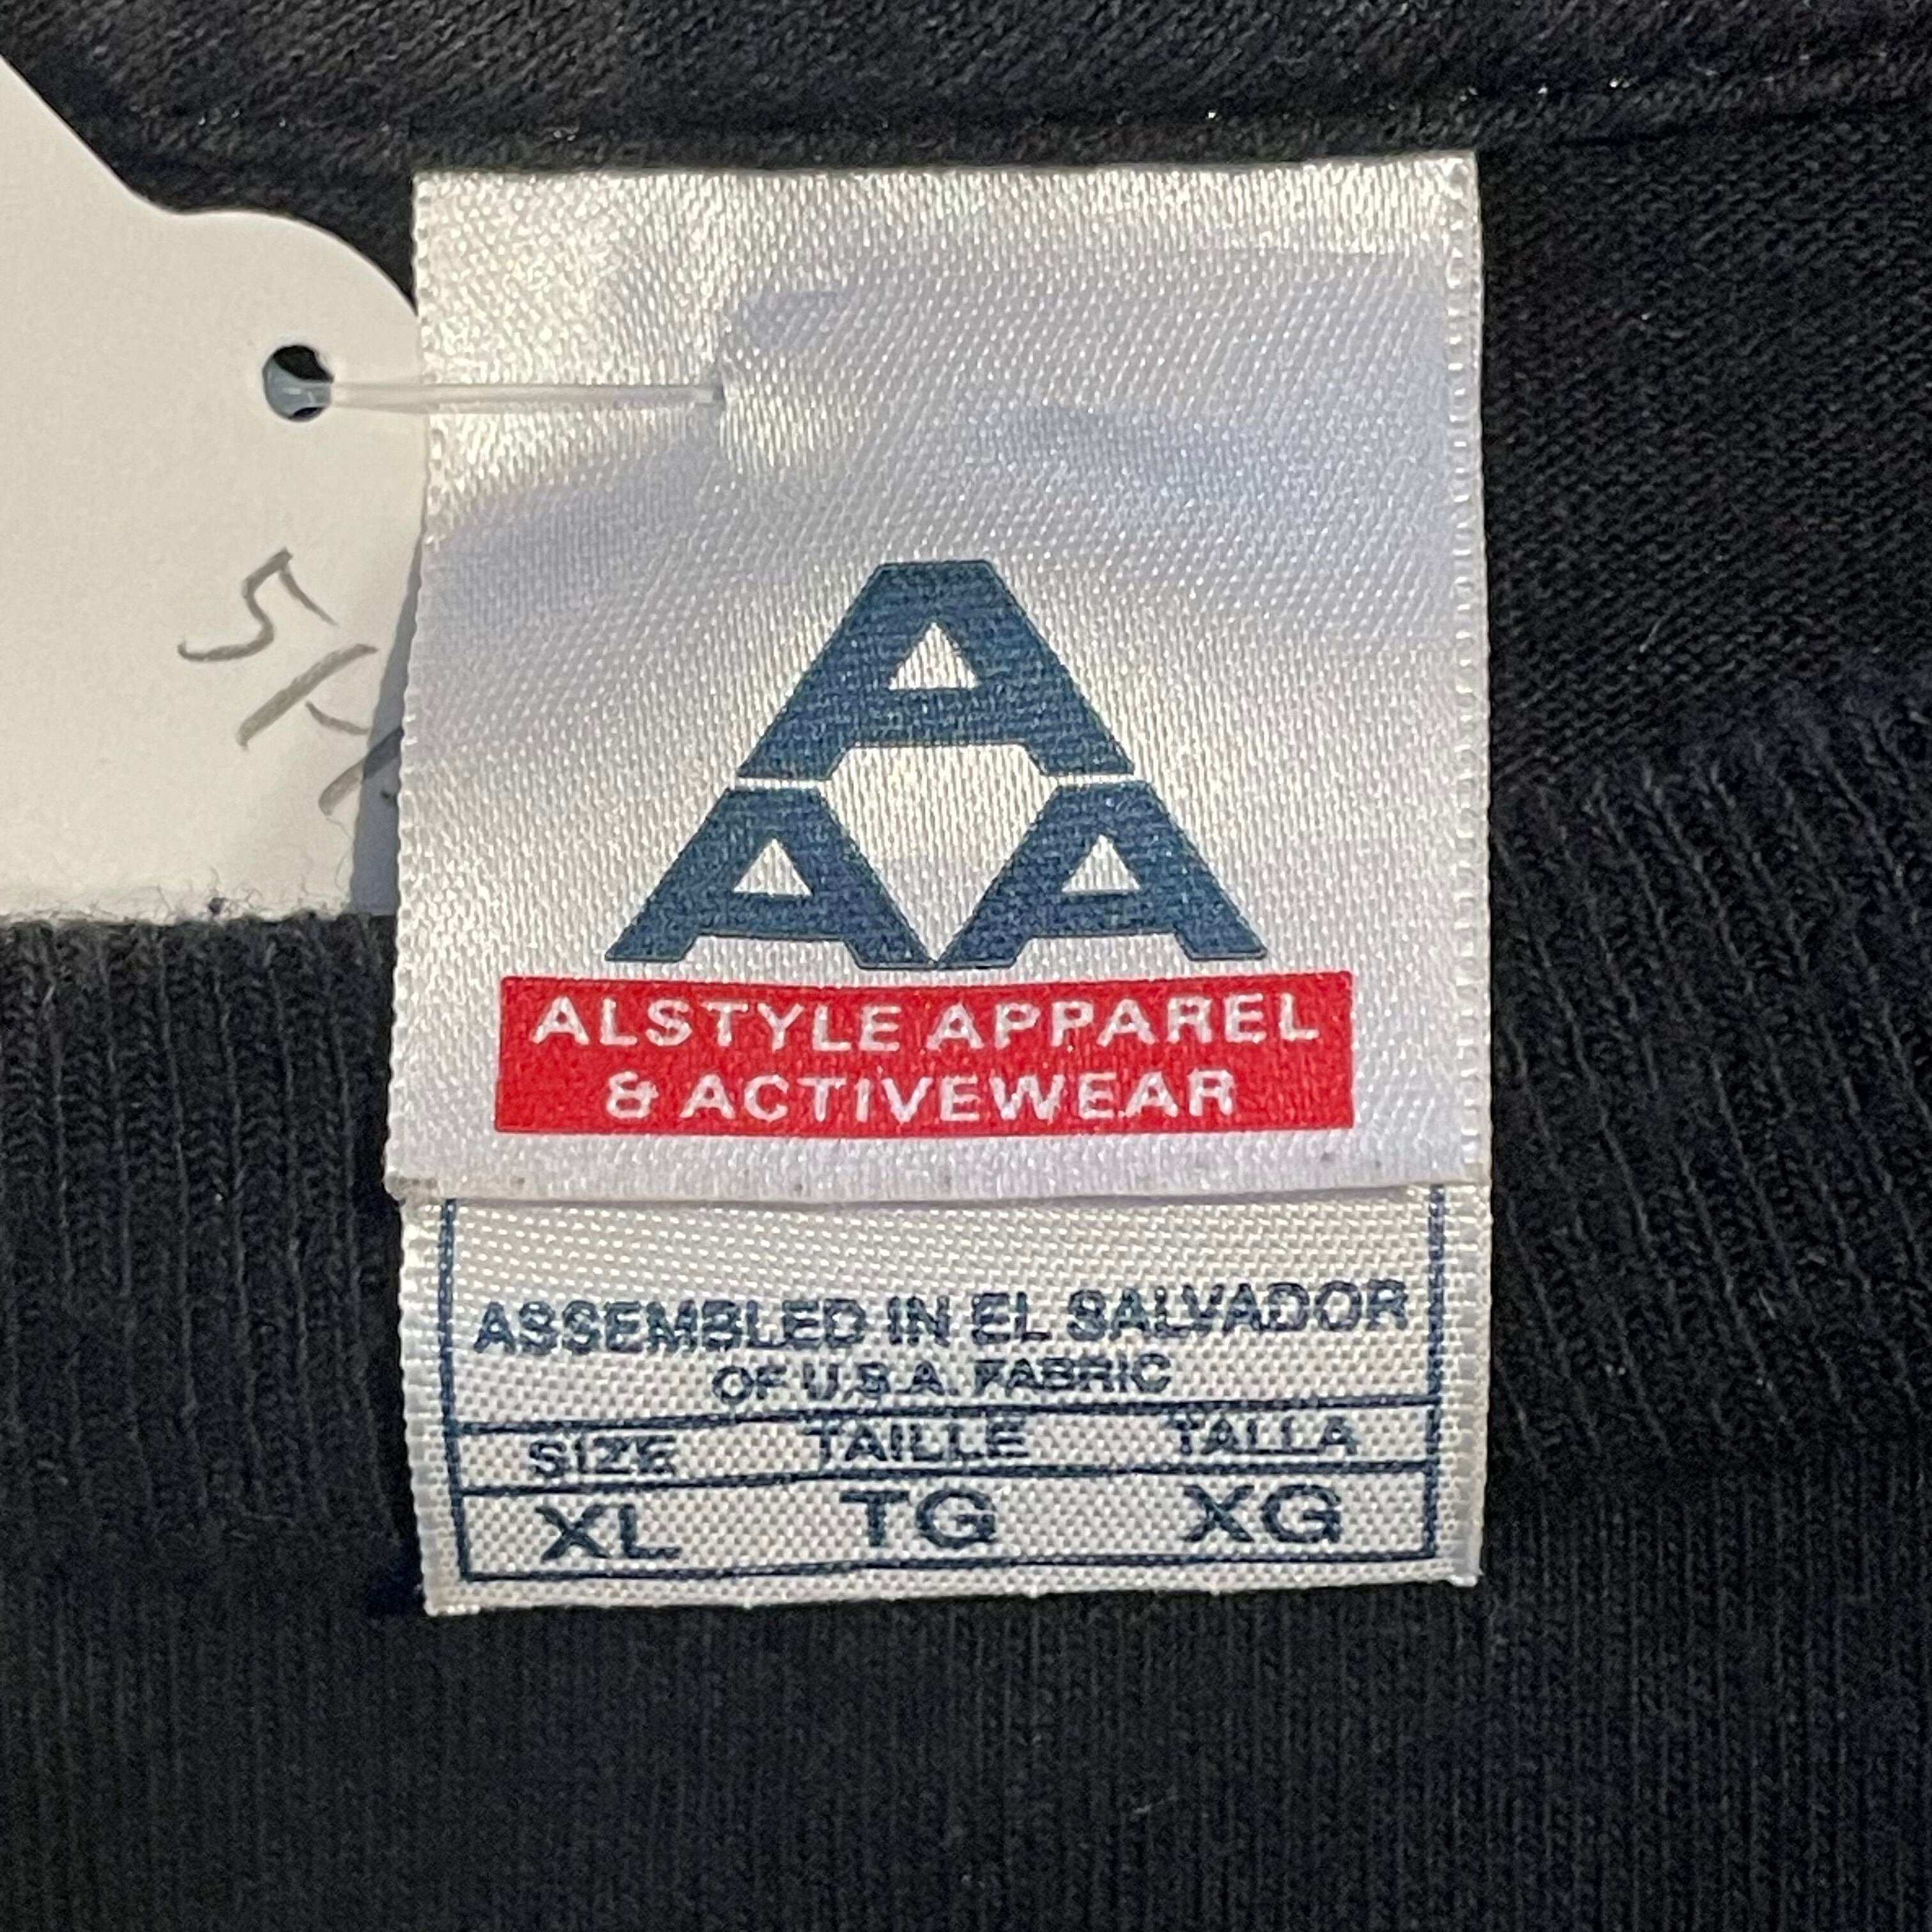 A
A A
ALSTYLE APPAREL
& ACTIVEWEAR
ASSEMBLED IN EL SALVADOR
OF U.S.A. FABRIC
SIZE TAILLE TALLA
XL TG XG